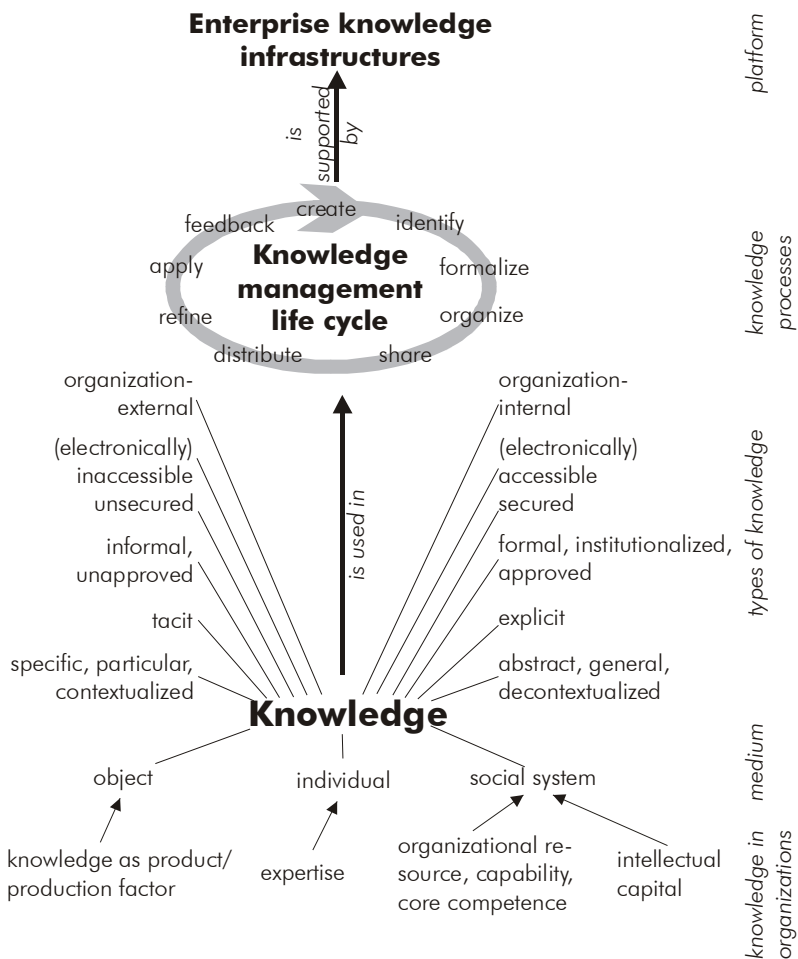 Enterprise knowledge
infrastructures
platform
is
supported
by
create
feedback
identify
apply
Knowledge
management
life cycle
formalize
refine
organize
distribute
share
knowledge
processes
organization-
external
organization-
internal
(electronically)
inaccessible
unsecured
(electronically)
accessible
secured
is used in
informal,
unapproved
formal, institutionalized,
approved
types of knowledge
tacit
explicit
specific, particular,
contextualized
abstract, general,
decontextualized
Knowledge
object
individual
social system
medium
knowledge as product/
production factor
expertise
organizational re-
source, capability,
core competence
intellectual
capital
knowledge in
organizations